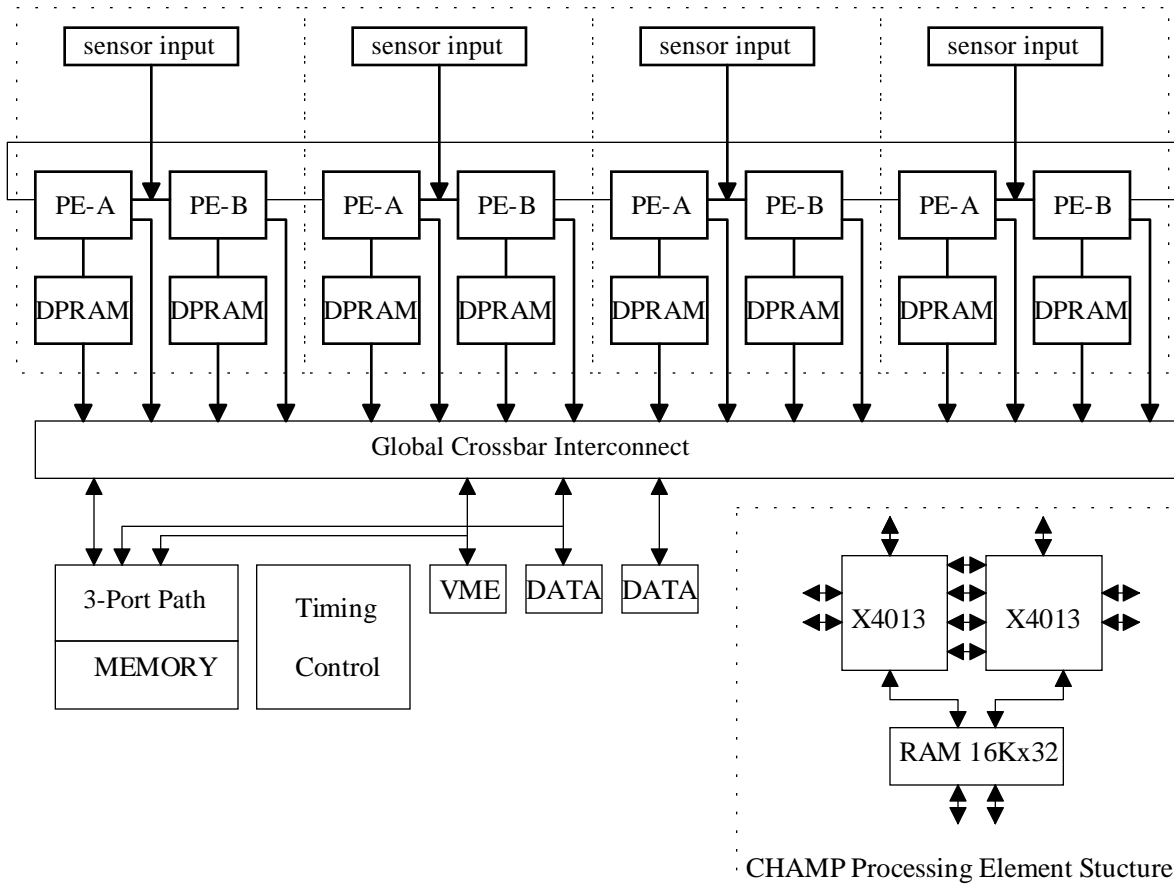 sensor input
sensor input
sensor input
sensor input
PE-A
PE-B
PE-A
PE-B
PE-A
PE-B
PE-A
PE-B
DPRAM
DPRAM
DPRAM
DPRAM
DPRAM
DPRAM
DPRAM
DPRAM
Global Crossbar Interconnect
3-Port Path
MEMORY
Timing
Control
VME
DATA
DATA
X4013
X4013
RAM 16Kx32
CHAMP Processing Element Stucture